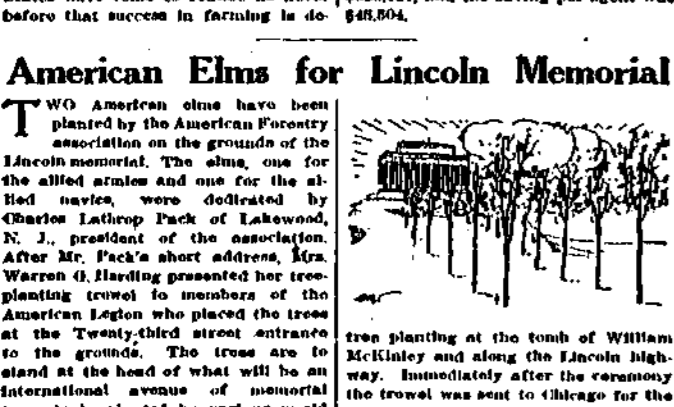 before that success in farming is de-
$48,504.
American Elms for Lincoln Memorial
TWO American elms have been
planted by the American Forestry
association on the grounds of the
Lincoln memorial. The elms, one for
the allied armies and one for the al-
lied navies, were dedicated by
Charles Lathrop Pack of Lakewood,
N. J., president of the association.
After Mr. Pack's short address, Mrs.
Warren G. Harding presented her tree-
planting trowel to members of the
American Legion who placed the trees
at the Twenty-third street entrance
to the grounds. The trees are to
stand at the head of what will be an
international avenue of memorial
tree planting at the tomb of William
McKinley and along the Lincoln high-
way. Immediately after the ceremony
the trowel was sent to Chicago for the